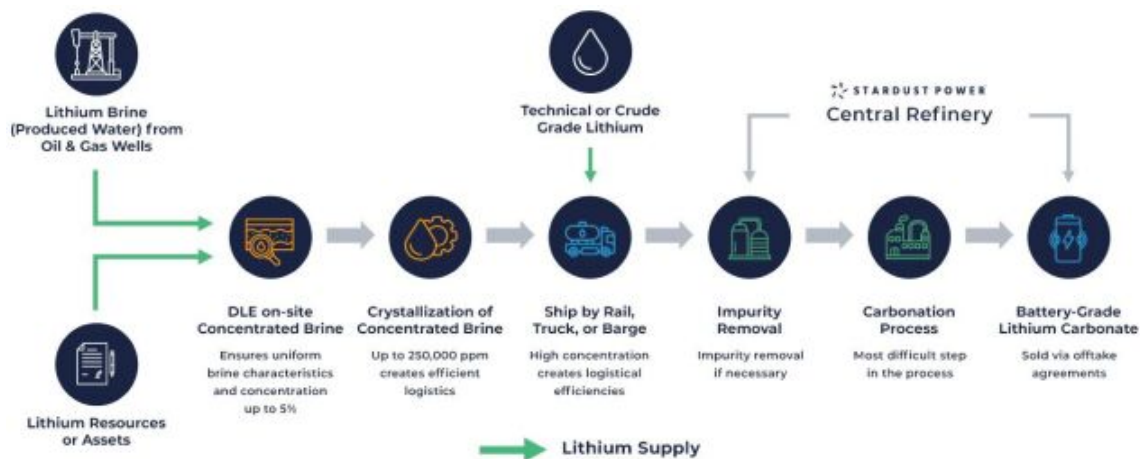 Lithium Brine
(Produced Water) from
Oil & Gas Wells
Technical or Crude
Grade Lithium
STARDUST POWER
Central Refinery
DLE on-site
Concentrated Brine
Ensures uniform
brine characteristics
and concentration
up to 5%
Crystallization of
Concentrated Brine
Up to 250,000 ppm
creates efficient
logistics
Ship by Rail,
Truck, or Barge
High concentration
creates logistical
efficiencies
Impurity
Removal
Impurity removal
if necessary
Carbonation
Process
Most difficult step
in the process
Battery-Grade
Lithium Carbonate
Sold via offtake
agreements
Lithium Resources
or Assets
Lithium Supply